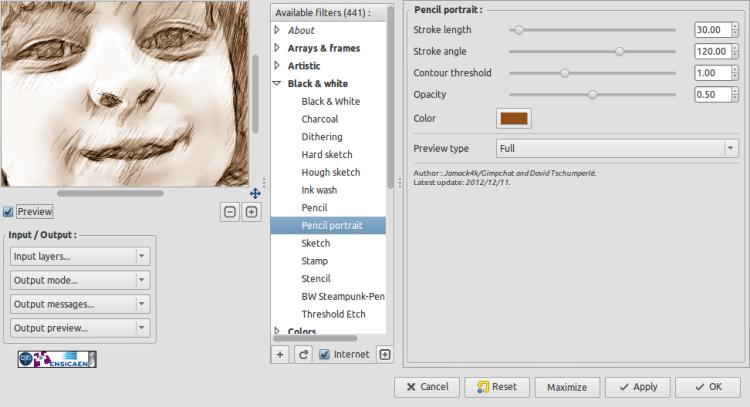 Preview
Input / Output :
Input layers...
Output mode...
Output messages...
Output preview...
ENSICAEN
Available filters (441) :
About
Arrays & frames
Artistic
Black & white
Black & White
Charcoal
Dithering
Hard sketch
Hough sketch
Ink wash
Pencil
Pencil portrait
Sketch
Stamp
Stencil
BW Steampunk-Pen
Threshold Etch
Colors
Internet
Pencil portrait :
Stroke length 30.00
Stroke angle 120.00
Contour threshold 1.00
Opacity 0.50
Color
Preview type Full
Author : Jamack4k/Gimpchat and David Tschumperlé.
Latest update: 2012/12/11.
Cancel Reset Maximize Apply OK